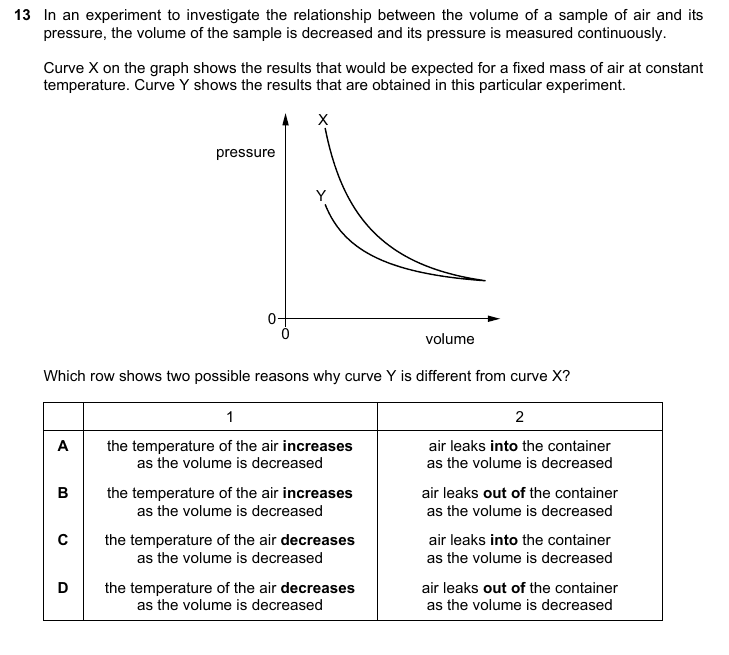 13 In an experiment to investigate the relationship between the volume of a sample of air and its
pressure, the volume of the sample is decreased and its pressure is measured continuously.
Curve X on the graph shows the results that would be expected for a fixed mass of air at constant
temperature. Curve Y shows the results that are obtained in this particular experiment.
X
pressure
Y
0
0
volume
Which row shows two possible reasons why curve Y is different from curve X?
1 2
A the temperature of the air increases air leaks into the container
as the volume is decreased as the volume is decreased
B the temperature of the air increases air leaks out of the container
as the volume is decreased as the volume is decreased
C the temperature of the air decreases air leaks into the container
as the volume is decreased as the volume is decreased
D the temperature of the air decreases air leaks out of the container
as the volume is decreased as the volume is decreased